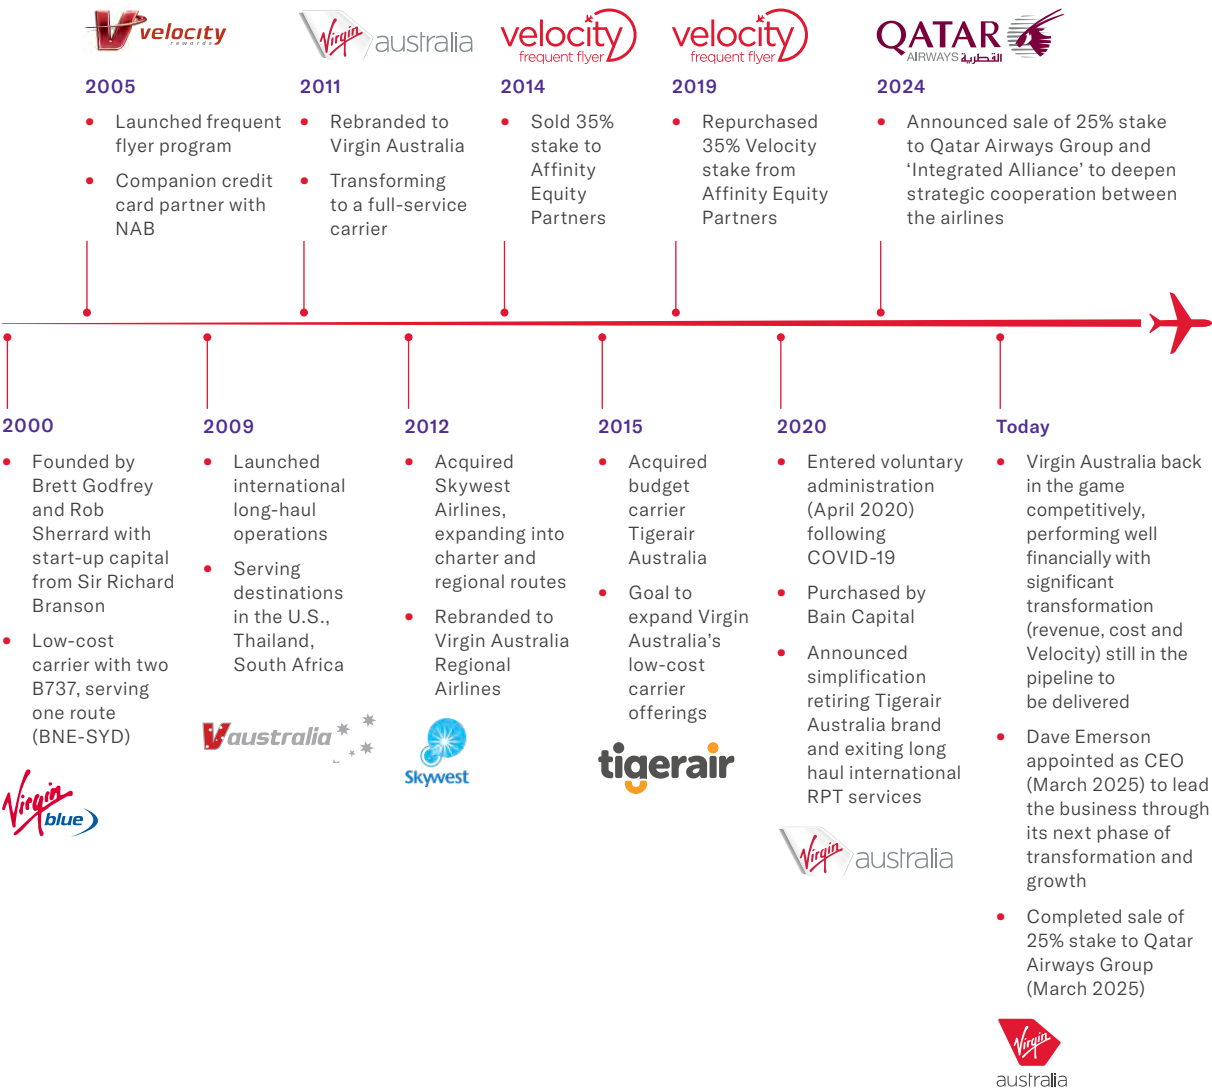 velocity
rewards
2005
Launched frequent
flyer program
Companion credit
card partner with
NAB
Virgin australia
2011
Rebranded to
Virgin Australia
Transforming
to a full-service
carrier
velocity
frequent flyer
2014
Sold 35%
stake to
Affinity
Equity
Partners
velocity
frequent flyer
2019
Repurchased
35% Velocity
stake from
Affinity Equity
Partners
QATAR
AIRWAYS القطرية
2024
Announced sale of 25% stake
to Qatar Airways Group and
‘Integrated Alliance’ to deepen
strategic cooperation between
the airlines
2000
Founded by
Brett Godfrey
and Rob
Sherrard with
start-up capital
from Sir Richard
Branson
Low-cost
carrier with two
B737, serving
one route
(BNE-SYD)
Virgin
blue
2009
Launched
international
long-haul
operations
Serving
destinations
in the U.S.,
Thailand,
South Africa
V australia
2012
Acquired
Skywest
Airlines,
expanding into
charter and
regional routes
Rebranded to
Virgin Australia
Regional
Airlines
Skywest
2015
Acquired
budget
carrier
Tigerair
Australia
Goal to
expand Virgin
Australia’s
low-cost
carrier
offerings
tigerair
2020
Entered voluntary
administration
(April 2020)
following
COVID-19
Purchased by
Bain Capital
Announced
simplification
retiring Tigerair
Australia brand
and exiting long
haul international
RPT services
Virgin australia
Today
Virgin Australia back
in the game
competitively,
performing well
financially with
significant
transformation
(revenue, cost and
Velocity) still in the
pipeline to
be delivered
Dave Emerson
appointed as CEO
(March 2025) to lead
the business through
its next phase of
transformation and
growth
Completed sale of
25% stake to Qatar
Airways Group
(March 2025)
Virgin
australia